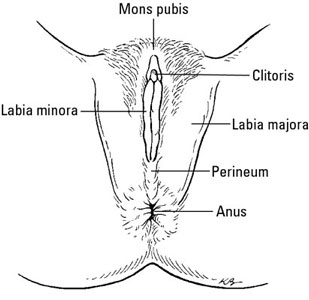 Mons pubis
Clitoris
Labia minora
Labia majora
Perineum
Anus